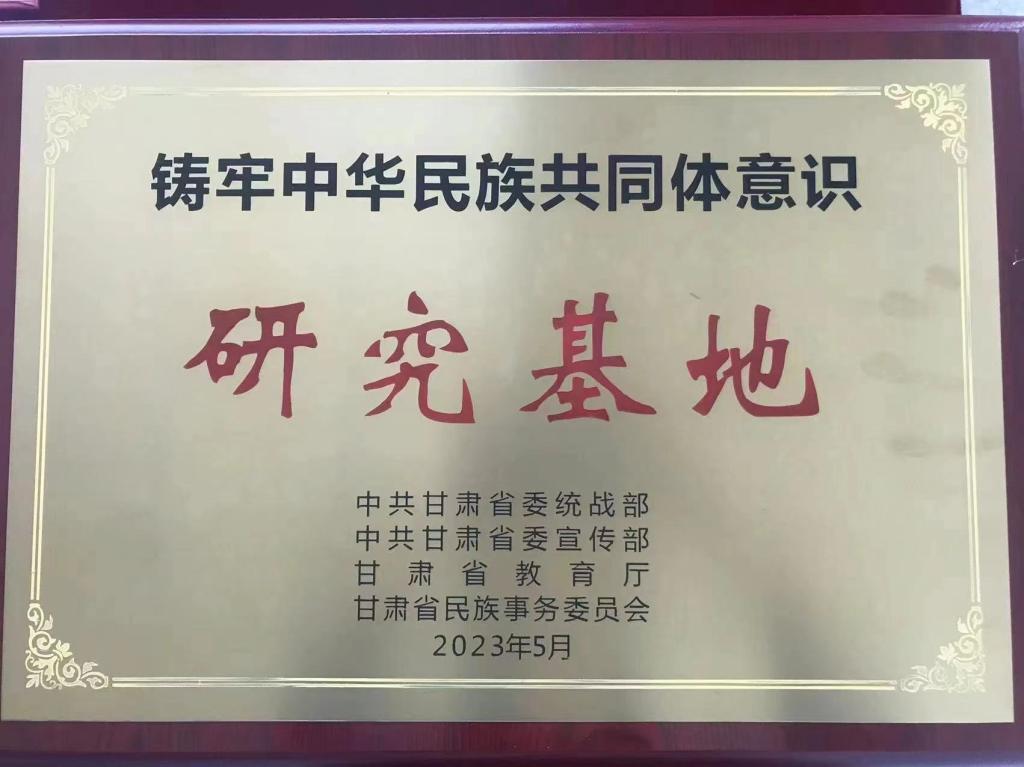 铸牢中华民族共同体意识
研究基地
中共甘肃省委统战部
中共甘肃省委宣传部
甘肃省教育厅
甘肃省民族事务委员会
2023年5月